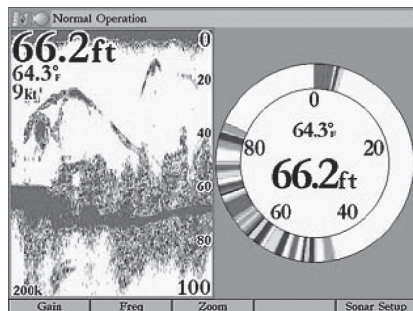 Normal Operation
66.2ft
64.3°F
9kt
0
20
40
60
80
200k
100
0
20
40
60
80
64.3°F
66.2ft
Gain
Freq
Zoom
Sonar Setup